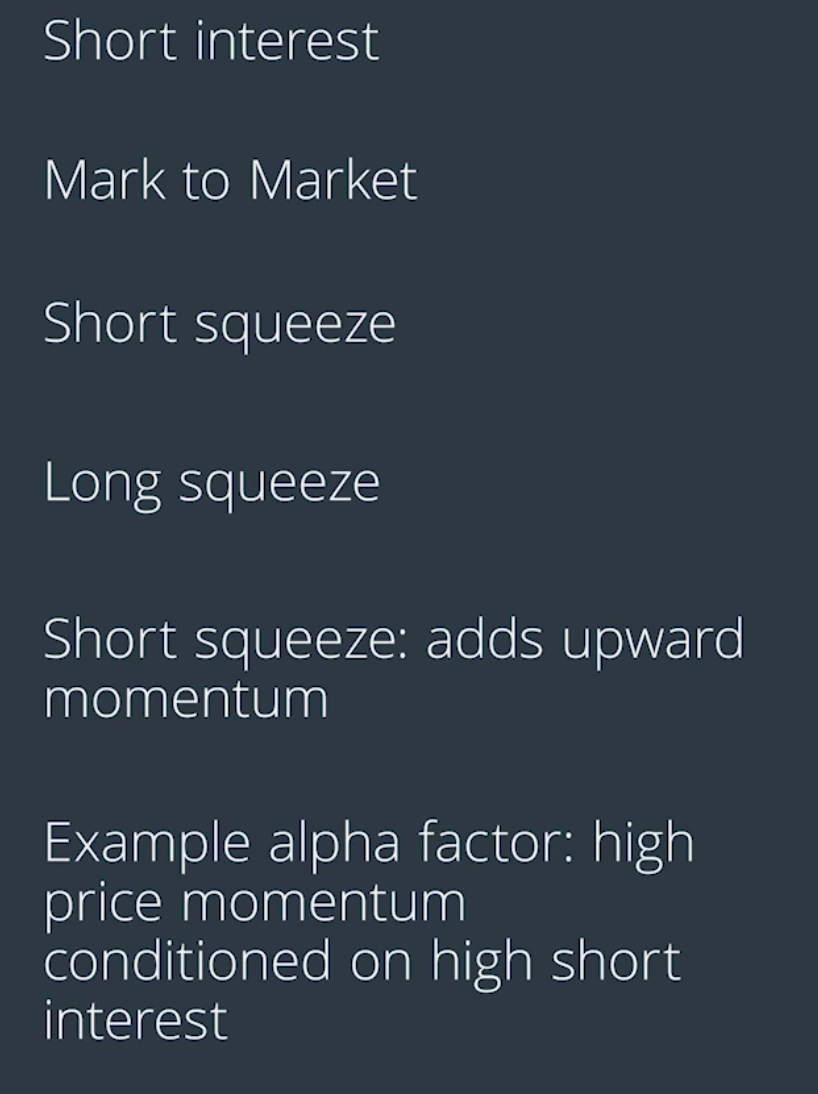 Short interest
Mark to Market
Short squeeze
Long squeeze
Short squeeze: adds upward
momentum
Example alpha factor: high
price momentum
conditioned on high short
interest